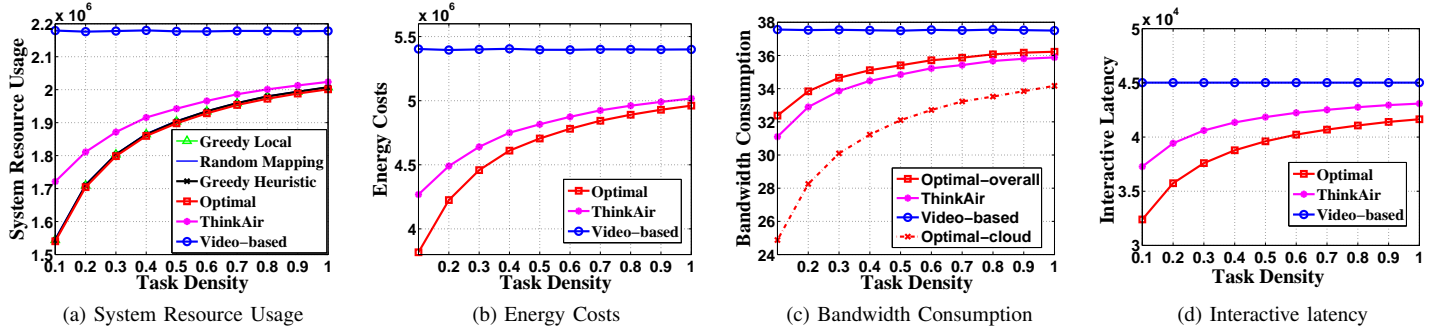 x 10^6
2.2
2.1
2
1.9
1.8
1.7
1.6
1.5
System Resource Usage
Greedy Local
Random Mapping
Greedy Heuristic
Optimal
ThinkAir
Video-based
0.1 0.2 0.3 0.4 0.5 0.6 0.7 0.8 0.9 1
Task Density
(a) System Resource Usage
x 10^6
5.5
5
4.5
4
Energy Costs
Optimal
ThinkAir
Video-based
0.2 0.3 0.4 0.5 0.6 0.7 0.8 0.9 1
Task Density
(b) Energy Costs
38
36
34
32
30
28
26
24
Bandwidth Consumption
Optimal-overall
ThinkAir
Video-based
Optimal-cloud
0.1 0.2 0.3 0.4 0.5 0.6 0.7 0.8 0.9 1
Task Density
(c) Bandwidth Consumption
x 10^4
5
4.5
4
3.5
3
Interactive Latency
Optimal
ThinkAir
Video-based
0.1 0.2 0.3 0.4 0.5 0.6 0.7 0.8 0.9 1
Task Density
(d) Interactive latency